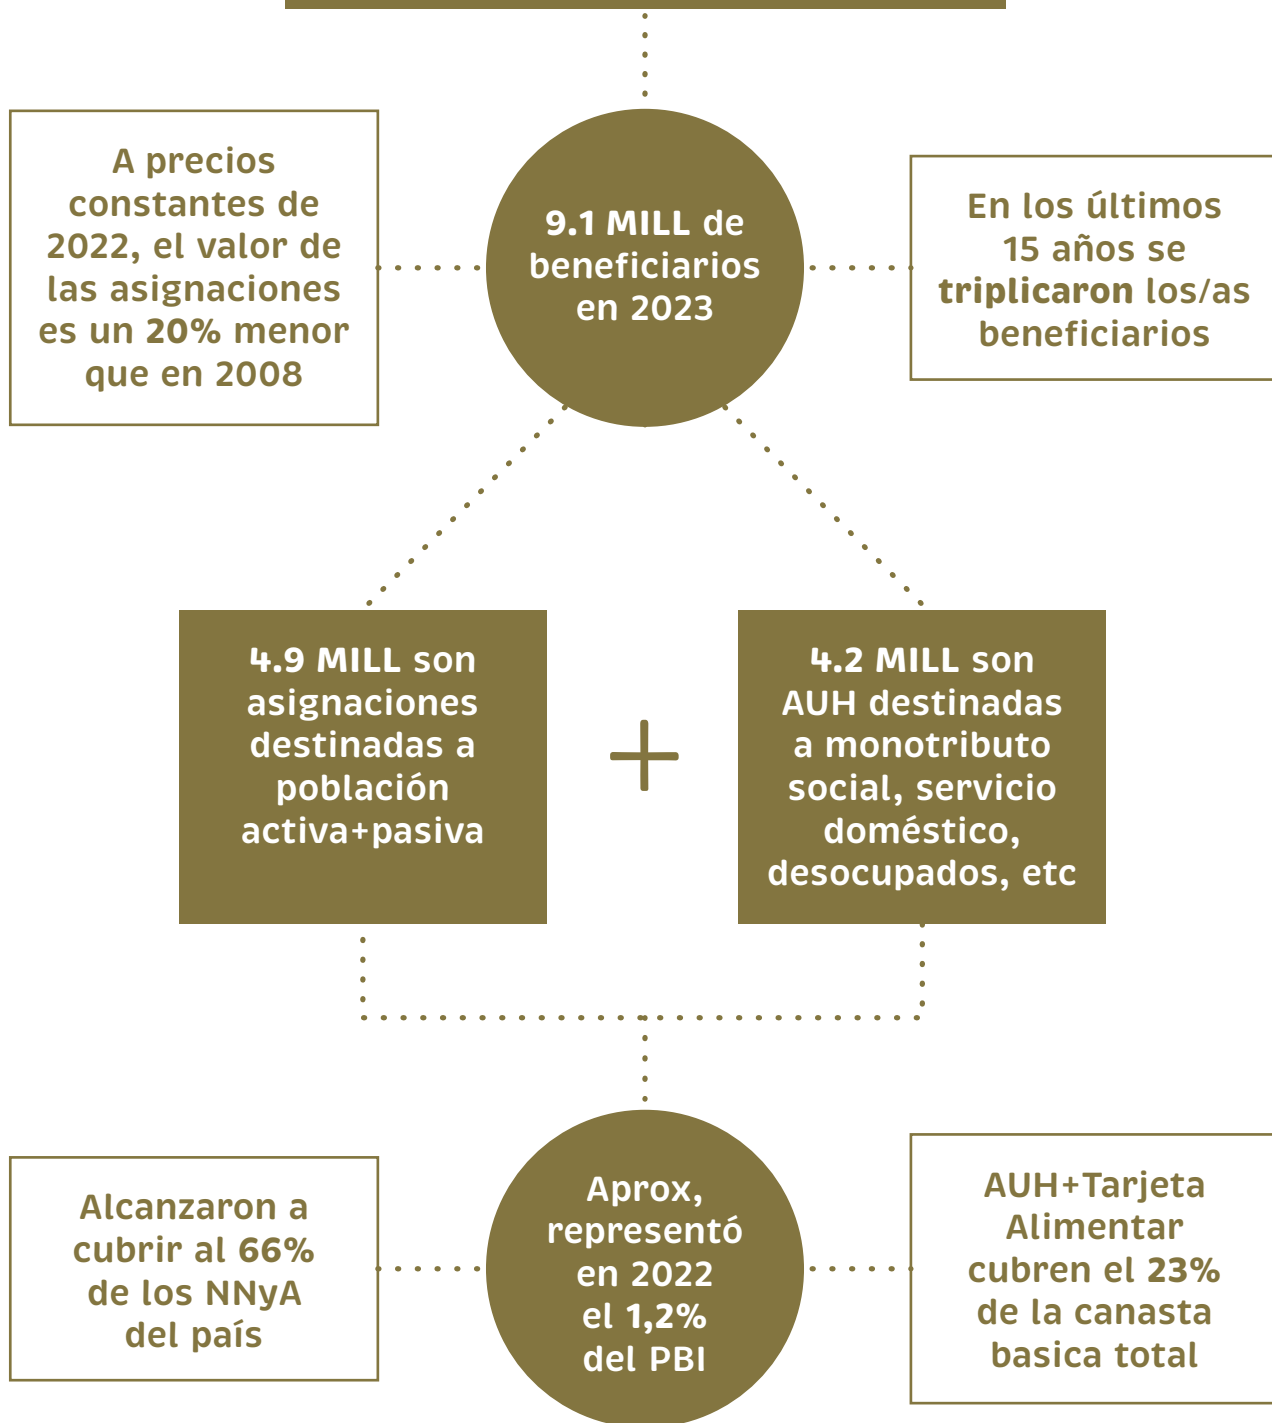 A precios
constantes de
2022, el valor de
las asignaciones
es un 20% menor
que en 2008
9.1 MILL de
beneficiarios
en 2023
En los últimos
15 años se
triplicaron los/as
beneficiarios
4.9 MILL son
asignaciones
destinadas a
población
activa+pasiva
+
4.2 MILL son
AUH destinadas
a monotributo
social, servicio
doméstico,
desocupados, etc
Alcanzaron a
cubrir al 66%
de los NNyA
del país
Aprox,
representó
en 2022
el 1,2%
del PBI
AUH+Tarjeta
Alimentar
cubren el 23%
de la canasta
basica total